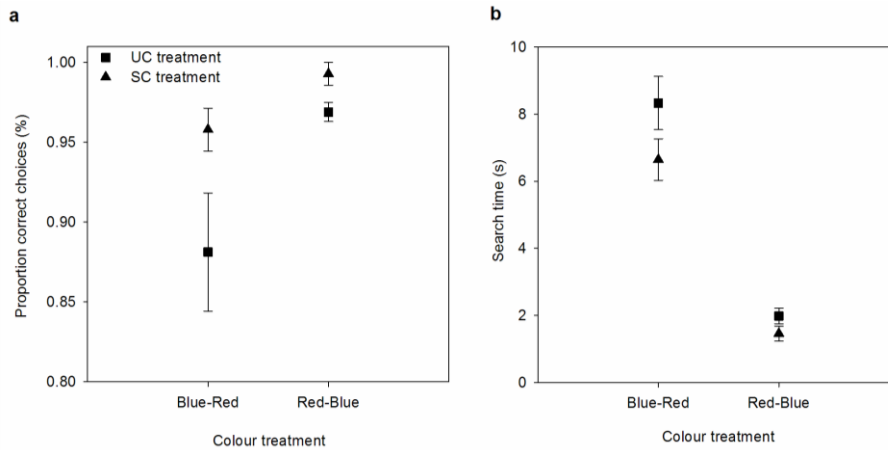 a
Proportion correct choices (%)
1.00
0.95
0.90
0.85
0.80
UC treatment
SC treatment
Blue-Red Red-Blue
Colour treatment
b
Search time (s)
10
8
6
4
2
0
Blue-Red Red-Blue
Colour treatment